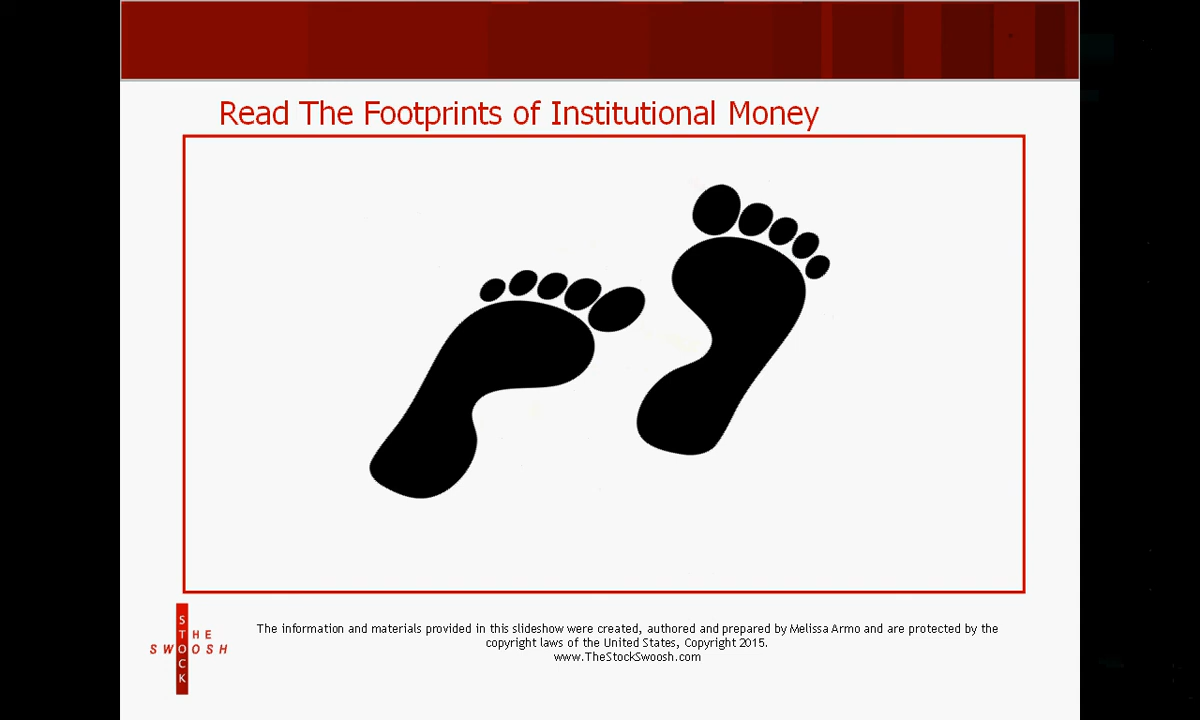 Read The Footprints of Institutional Money
THE
STOCK
SWOOSH
The information and materials provided in this slideshow were created, authored and prepared by Melissa Armo and are protected by the
copyright laws of the United States, Copyright 2015.
www.TheStockSwoosh.com